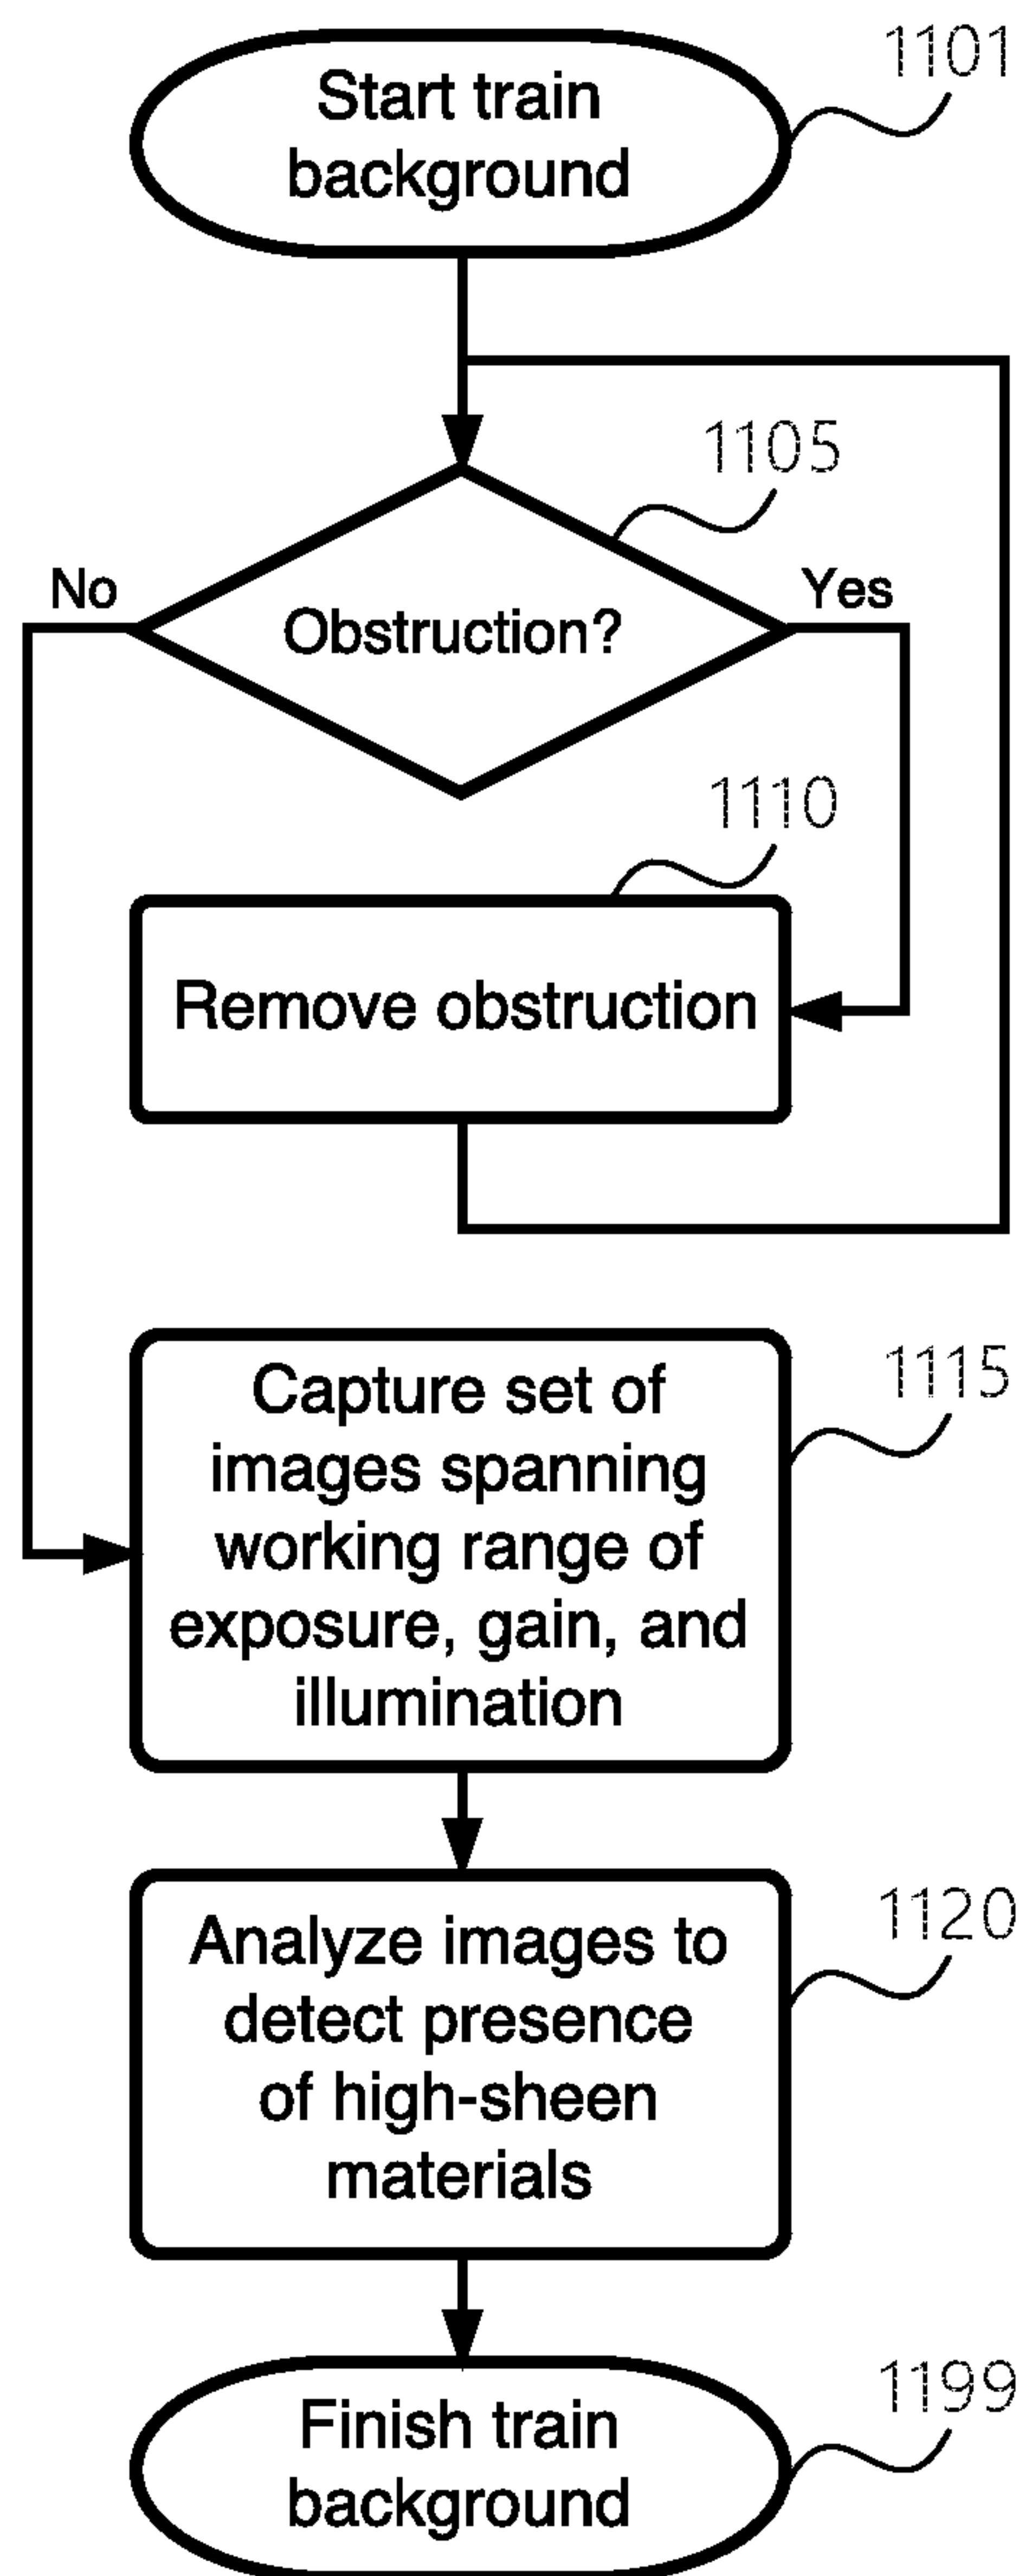 1101
Start train
background
1105
No
Yes
Obstruction?
1110
Remove obstruction
1115
Capture set of
images spanning
working range of
exposure, gain, and
illumination
1120
Analyze images to
detect presence
of high-sheen
materials
1199
Finish train
background